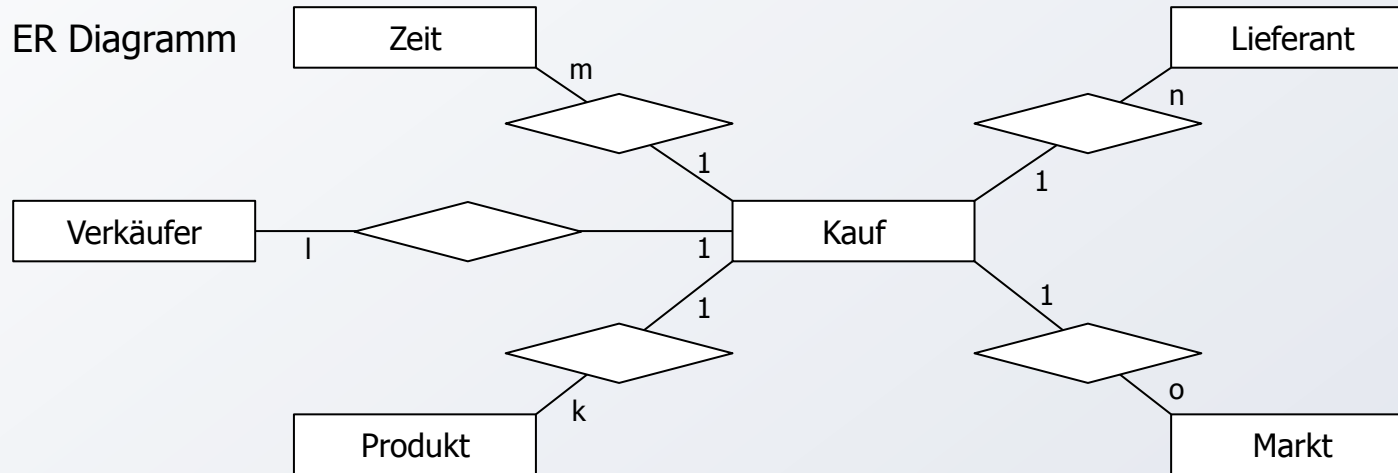 ER Diagramm
Zeit
Lieferant
m
n
1
1
Verkäufer
l
1
Kauf
1
1
k
o
Produkt
Markt